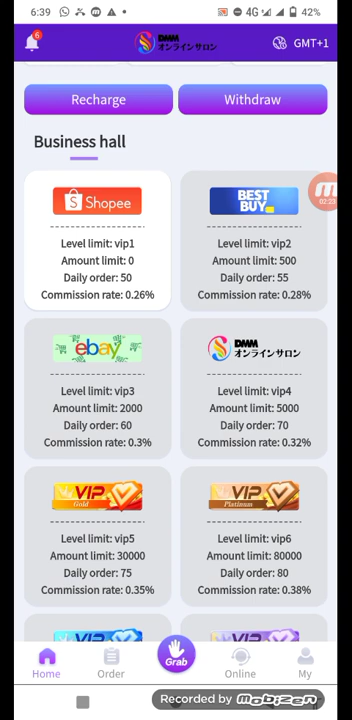 6:39
4G
42%
6
DMM
オンラインサロン
GMT+1
Recharge
Withdraw
Business hall
Shopee
Level limit: vip1
Amount limit: 0
Daily order: 50
Commission rate: 0.26%
BEST
BUY
Level limit: vip2
Amount limit: 500
Daily order: 55
Commission rate: 0.28%
02:23
ebay
Level limit: vip3
Amount limit: 2000
Daily order: 60
Commission rate: 0.3%
DMM
オンラインサロン
Level limit: vip4
Amount limit: 5000
Daily order: 70
Commission rate: 0.32%
VIP
Gold
Level limit: vip5
Amount limit: 30000
Daily order: 75
Commission rate: 0.35%
VIP
Platinum
Level limit: vip6
Amount limit: 80000
Daily order: 80
Commission rate: 0.38%
Home
Order
Grab
Online
My
Recorded by mobizen